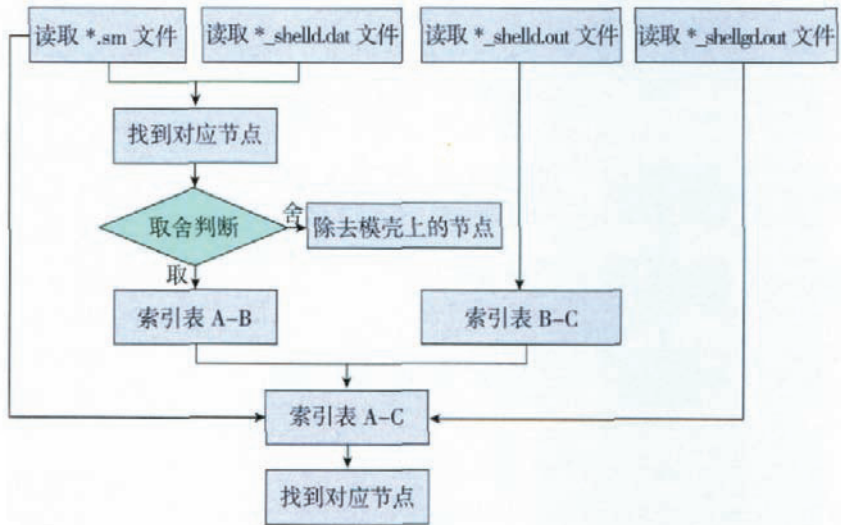 读取 *.sm 文件
读取 *_shelld.dat 文件
读取 *_shelld.out 文件
读取 *_shellgd.out 文件
找到对应节点
取舍判断
舍
除去模壳上的节点
取
索引表 A-B
索引表 B-C
索引表 A-C
找到对应节点